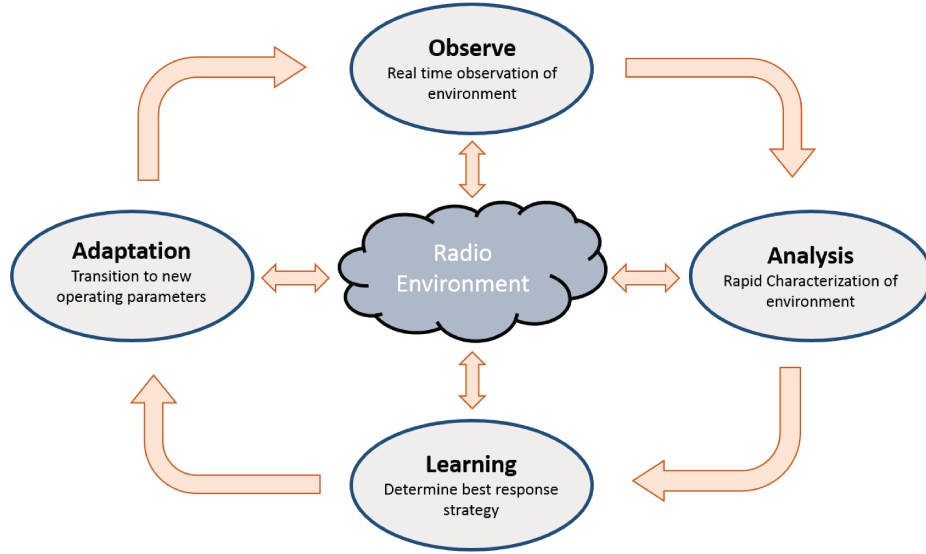 Observe
Real time observation of
environment
Adaptation
Transition to new
operating parameters
Radio
Environment
Analysis
Rapid Characterization of
environment
Learning
Determine best response
strategy